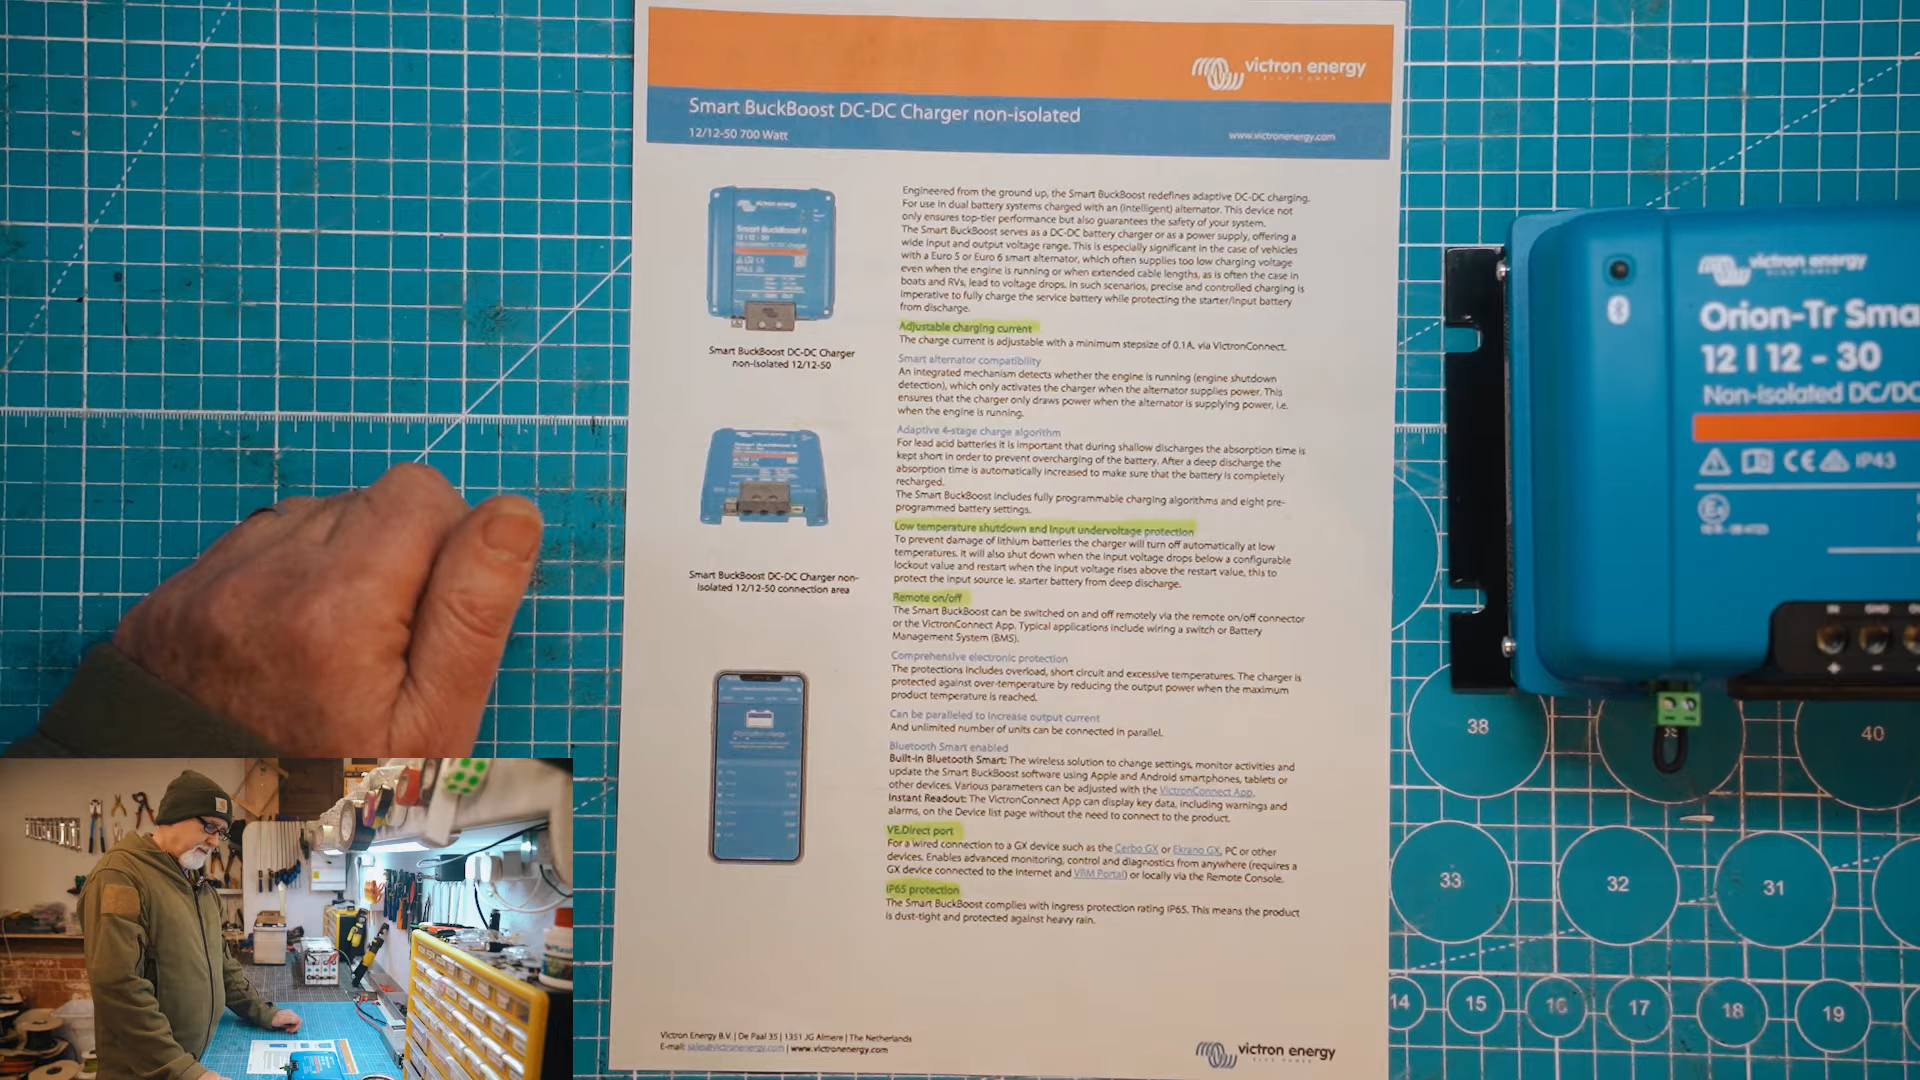 victron energy
BLUE POWER
Smart BuckBoost DC-DC Charger non-isolated
12/12-50 700 Watt
www.victronenergy.com
Engineered from the ground up, the Smart BuckBoost redefines adaptive DC-DC charging.
For use in dual battery systems charged with an (intelligent) alternator. This device not
only ensures top-tier performance but also guarantees the safety of your system.
The Smart BuckBoost serves as a DC-DC battery charger or as a power supply, offering a
wide input and output voltage range. This is especially significant in the case of vehicles
with a Euro 5 or Euro 6 smart alternator, which often supplies too low charging voltage
even when the engine is running or when extended cable lengths, as is often the case in
boats and RVs, lead to voltage drops. In such scenarios, precise and controlled charging is
imperative to fully charge the service battery while protecting the starter/input battery
from discharge.
Adjustable charging current
The charge current is adjustable with a minimum stepsize of 0.1A, via VictronConnect.
Smart alternator compatibility
An integrated mechanism detects whether the engine is running (engine shutdown
detection), which only activates the charger when the alternator supplies power. This
ensures that the charger only draws power when the alternator is supplying power, i.e.
when the engine is running.
Adaptive 4-stage charge algorithm
For lead acid batteries it is important that during shallow discharges the absorption time is
kept short in order to prevent overcharging of the battery. After a deep discharge the
absorption time is automatically increased to make sure that the battery is completely
recharged.
The Smart BuckBoost includes fully programmable charging algorithms and eight pre-
programmed battery settings.
Low temperature shutdown and input undervoltage protection
To prevent damage of lithium batteries the charger will turn off automatically at low
temperatures. It will also shut down when the input voltage drops below a configurable
lockout value and restart when the input voltage rises above the restart value, this to
protect the input source ie. starter battery from deep discharge.
Remote on/off
The Smart BuckBoost can be switched on and off remotely via the remote on/off connector
or the VictronConnect App. Typical applications include wiring a switch or Battery
Management System (BMS).
Comprehensive electronic protection
The protections includes overload, short circuit and excessive temperatures. The charger is
protected against over-temperature by reducing the output power when the maximum
product temperature is reached.
Can be paralleled to increase output current
And unlimited number of units can be connected in parallel.
Bluetooth Smart enabled
Built-in Bluetooth Smart: The wireless solution to change settings, monitor activities and
update the Smart BuckBoost software using Apple and Android smartphones, tablets or
other devices. Various parameters can be adjusted with the VictronConnect App.
Instant Readout: The VictronConnect App can display key data, including warnings and
alarms, on the Device list page without the need to connect to the product.
VE.Direct port
For a wired connection to a GX device such as the Cerbo GX or Ekrano GX, PC or other
devices. Enables advanced monitoring, control and diagnostics from anywhere (requires a
GX device connected to the Internet and VRM Portal) or locally via the Remote Console.
IP65 protection
The Smart BuckBoost complies with ingress protection rating IP65. This means the product
is dust-tight and protected against heavy rain.
Smart BuckBoost DC-DC Charger
non-isolated 12/12-50
Smart BuckBoost DC-DC Charger non-
isolated 12/12-50 connection area
Victron Energy B.V. | De Paal 35 | 1351 JG Almere | The Netherlands
E-mail: sales@victronenergy.com | www.victronenergy.com
victron energy
BLUE POWER
victron energy
Orion-Tr Sma
12 | 12 - 30
Non-isolated DC/DC
CE IP43
IN GND
+ -
38
40
33
32
31
14 15 16 17 18 19